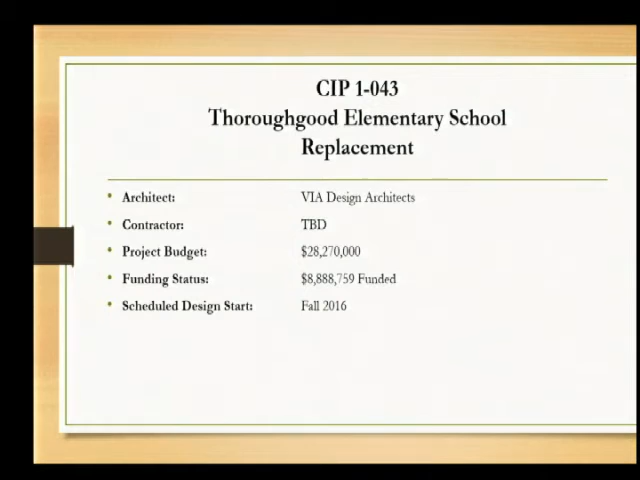 CIP 1-043
Thoroughgood Elementary School
Replacement
• Architect: VIA Design Architects
• Contractor: TBD
• Project Budget: $28,270,000
• Funding Status: $8,888,759 Funded
• Scheduled Design Start: Fall 2016